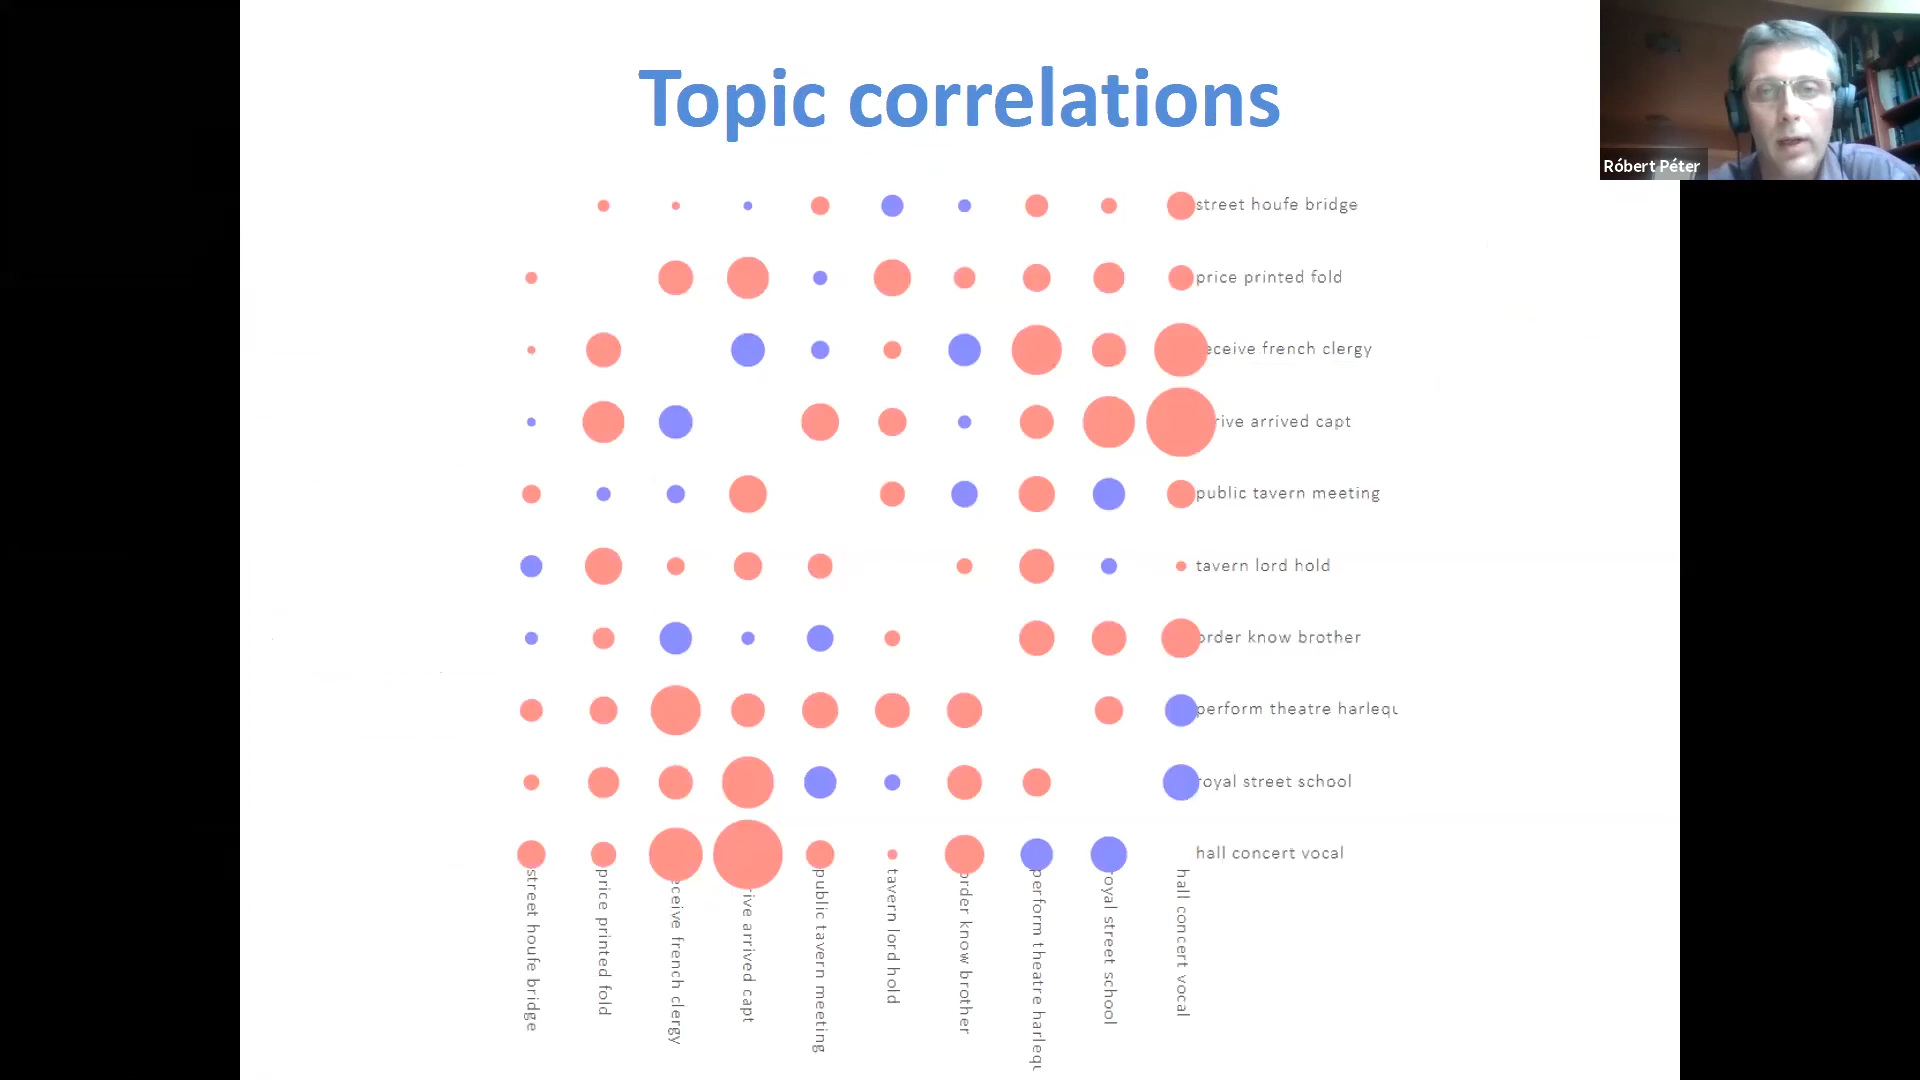 Topic correlations
Róbert Péter
street houfe bridge
price printed fold
eceive french clergy
rive arrived capt
public tavern meeting
tavern lord hold
order know brother
perform theatre harlequ
royal street school
hall concert vocal
street houfe bridge
price printed fold
eceive french clergy
rive arrived capt
public tavern meeting
tavern lord hold
order know brother
perform theatre harlequ
royal street school
hall concert vocal